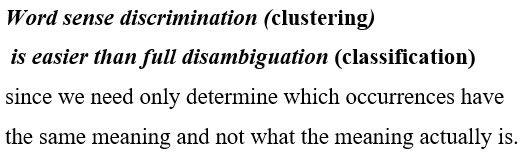 Word sense discrimination (clustering)
is easier than full disambiguation (classification)
since we need only determine which occurrences have
the same meaning and not what the meaning actually is.